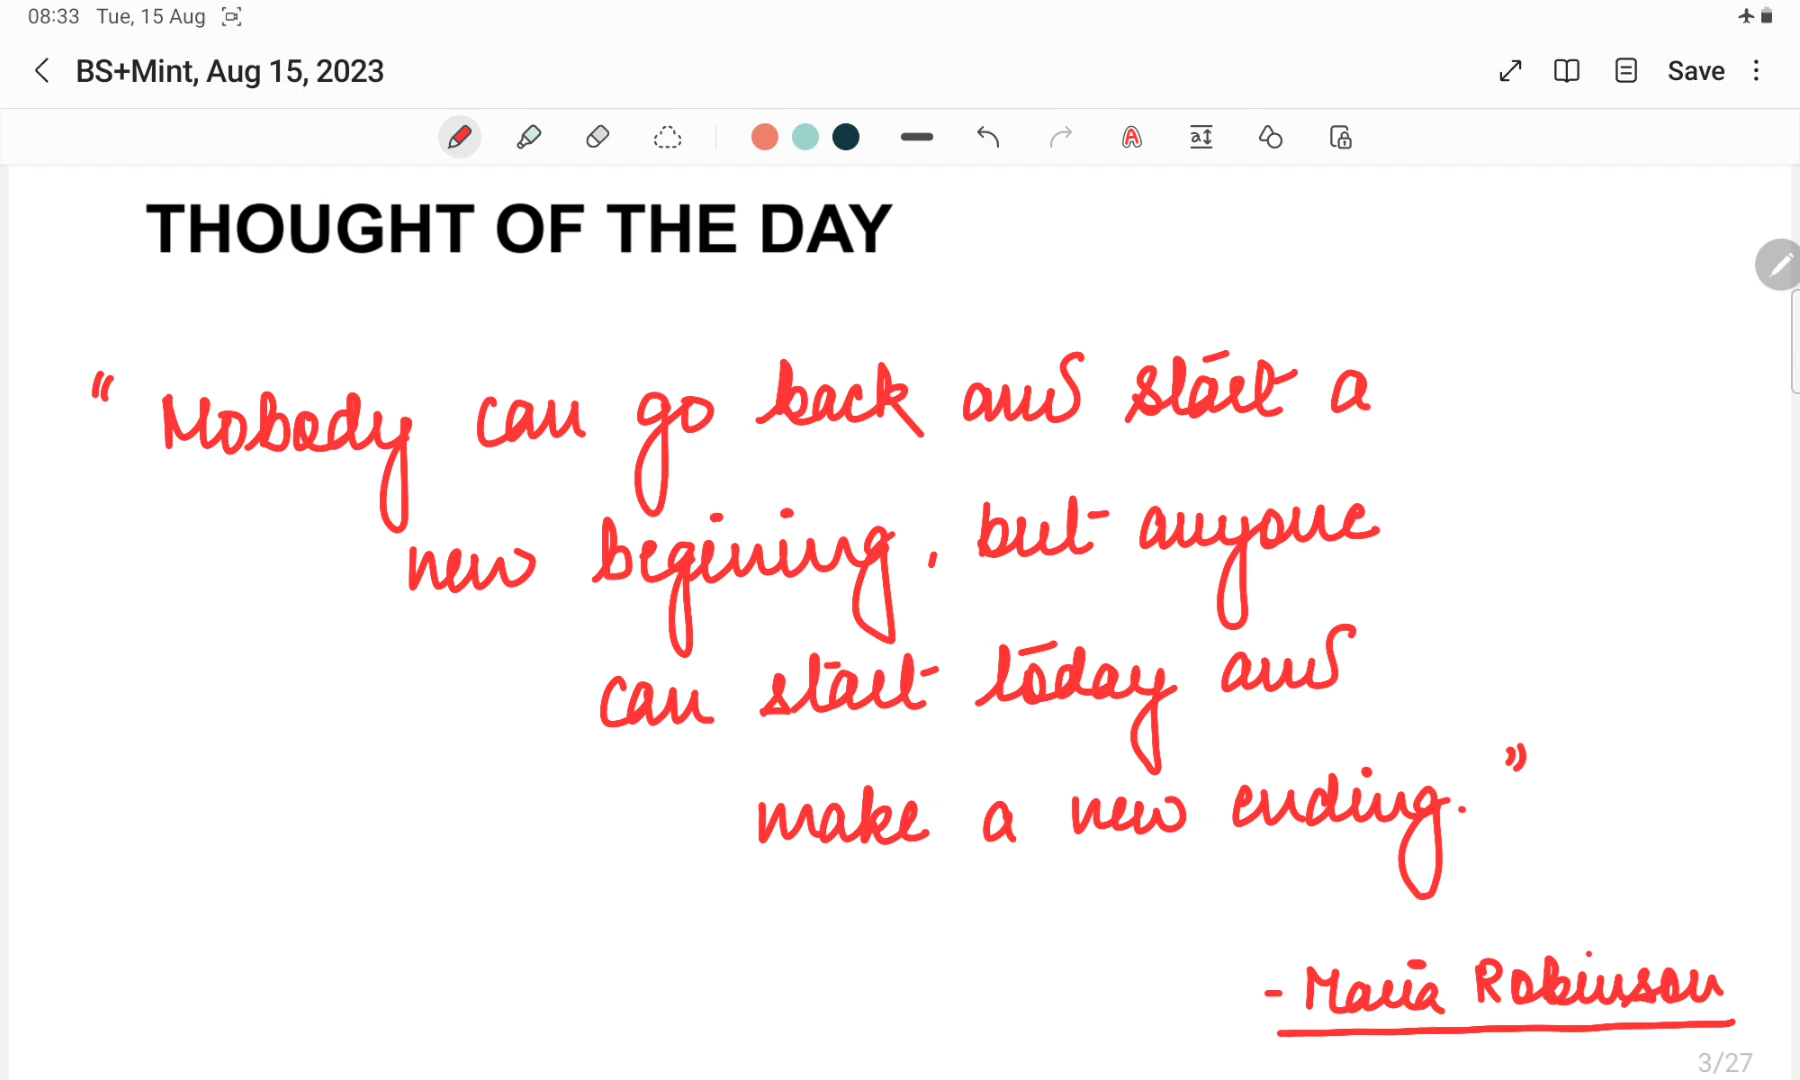 08:33 Tue, 15 Aug
BS+Mint, Aug 15, 2023 Save
THOUGHT OF THE DAY
“Nobody can go back and start a
new begining, but anyone
can start today and
make a new ending.”
- Maria Robinson
3/27